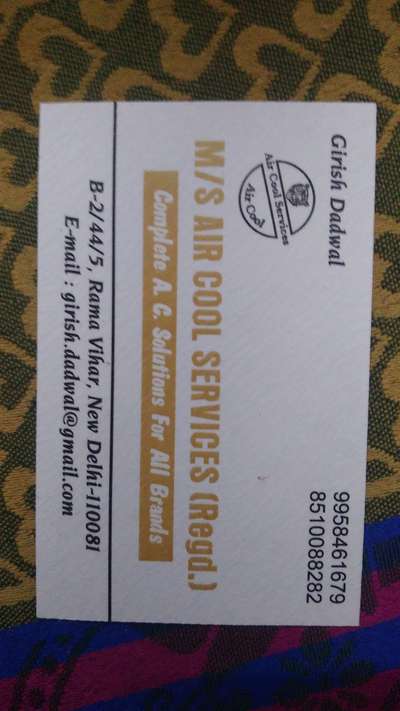 Girish Dadwal
9958461679
8510088282
Air Cool Services
Air Cool
M/S AIR COOL SERVICES (Regd.)
Complete A. C. Solutions For All Brands
B-2/44/5, Rama Vihar, New Delhi-110081
E-mail : girish.dadwal@gmail.com